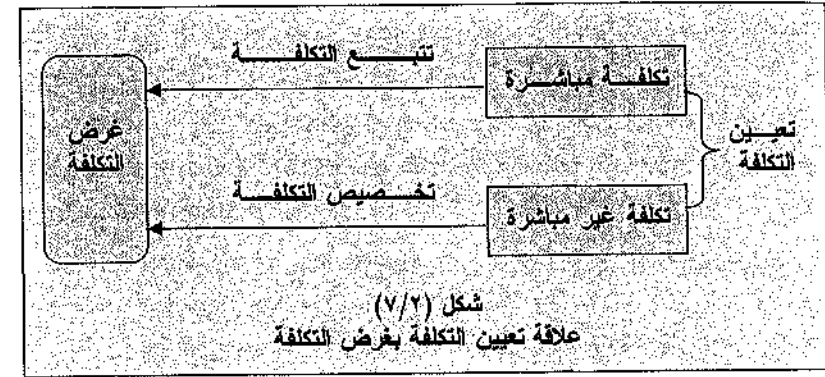 تتبع التكلفة
تكلفة مباشرة
غرض
التكلفة
تعيين
التكلفة
تخصيص التكلفة
تكلفة غير مباشرة
شكل (٧/٢)
علاقة تعيين التكلفة بغرض التكلفة